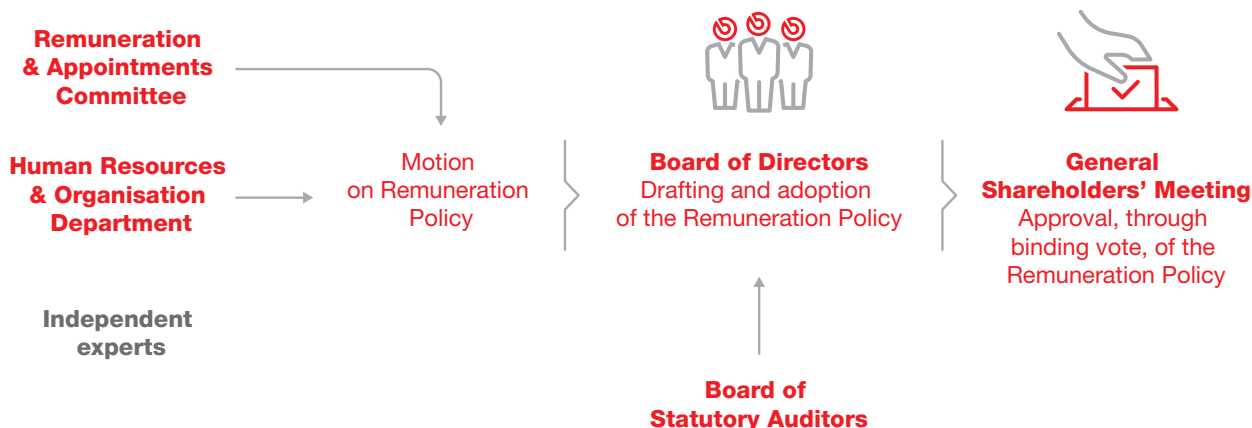 Remuneration
& Appointments
Committee
Human Resources
& Organisation
Department
Independent
experts
Motion
on Remuneration
Policy
Board of Directors
Drafting and adoption
of the Remuneration Policy
Board of
Statutory Auditors
General
Shareholders’ Meeting
Approval, through
binding vote, of the
Remuneration Policy